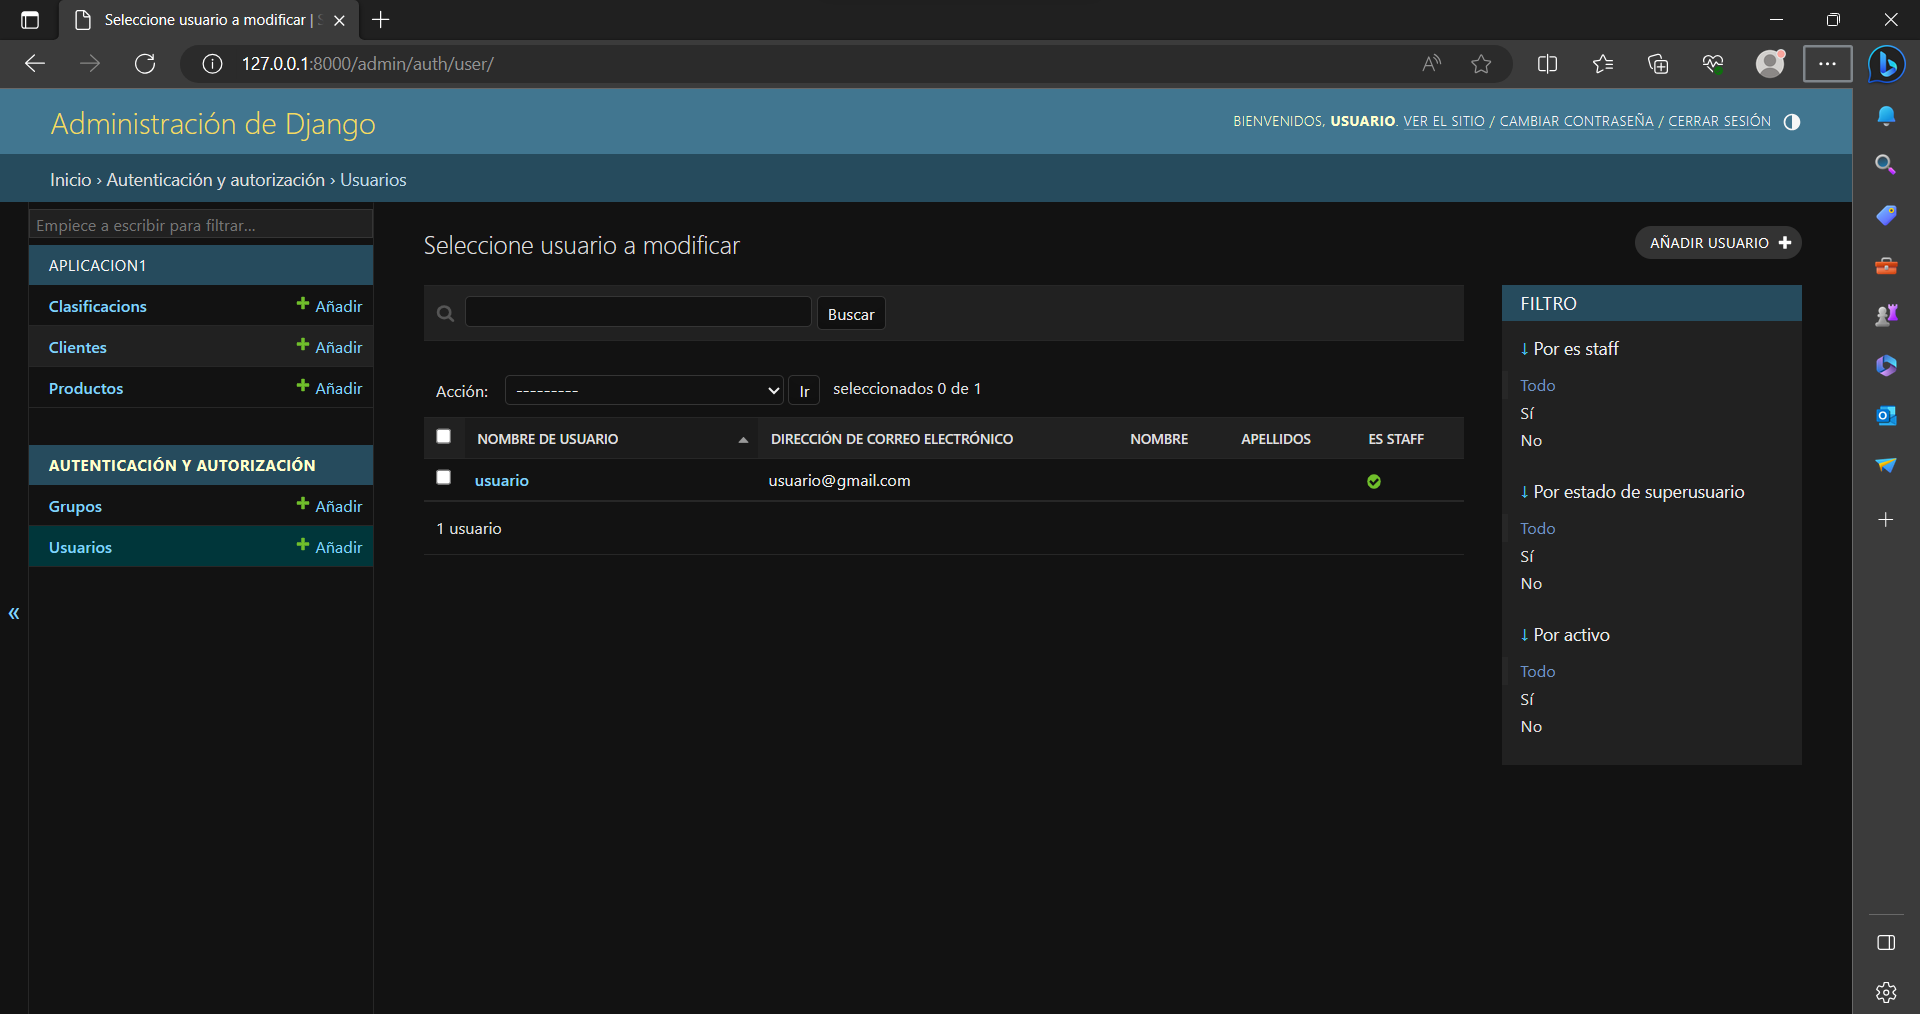 Seleccione usuario a modificar | S
127.0.0.1:8000/admin/auth/user/
Administración de Django
BIENVENIDOS, USUARIO. VER EL SITIO / CAMBIAR CONTRASEÑA / CERRAR SESIÓN
Inicio › Autenticación y autorización › Usuarios
Empiece a escribir para filtrar...
APLICACION1
Clasificacions Añadir
Clientes Añadir
Productos Añadir
AUTENTICACIÓN Y AUTORIZACIÓN
Grupos Añadir
Usuarios Añadir
«
Seleccione usuario a modificar
AÑADIR USUARIO
Buscar
Acción: --------- Ir seleccionados 0 de 1
NOMBRE DE USUARIO DIRECCIÓN DE CORREO ELECTRÓNICO NOMBRE APELLIDOS ES STAFF
usuario usuario@gmail.com
1 usuario
FILTRO
↓ Por es staff
Todo
Sí
No
↓ Por estado de superusuario
Todo
Sí
No
↓ Por activo
Todo
Sí
No